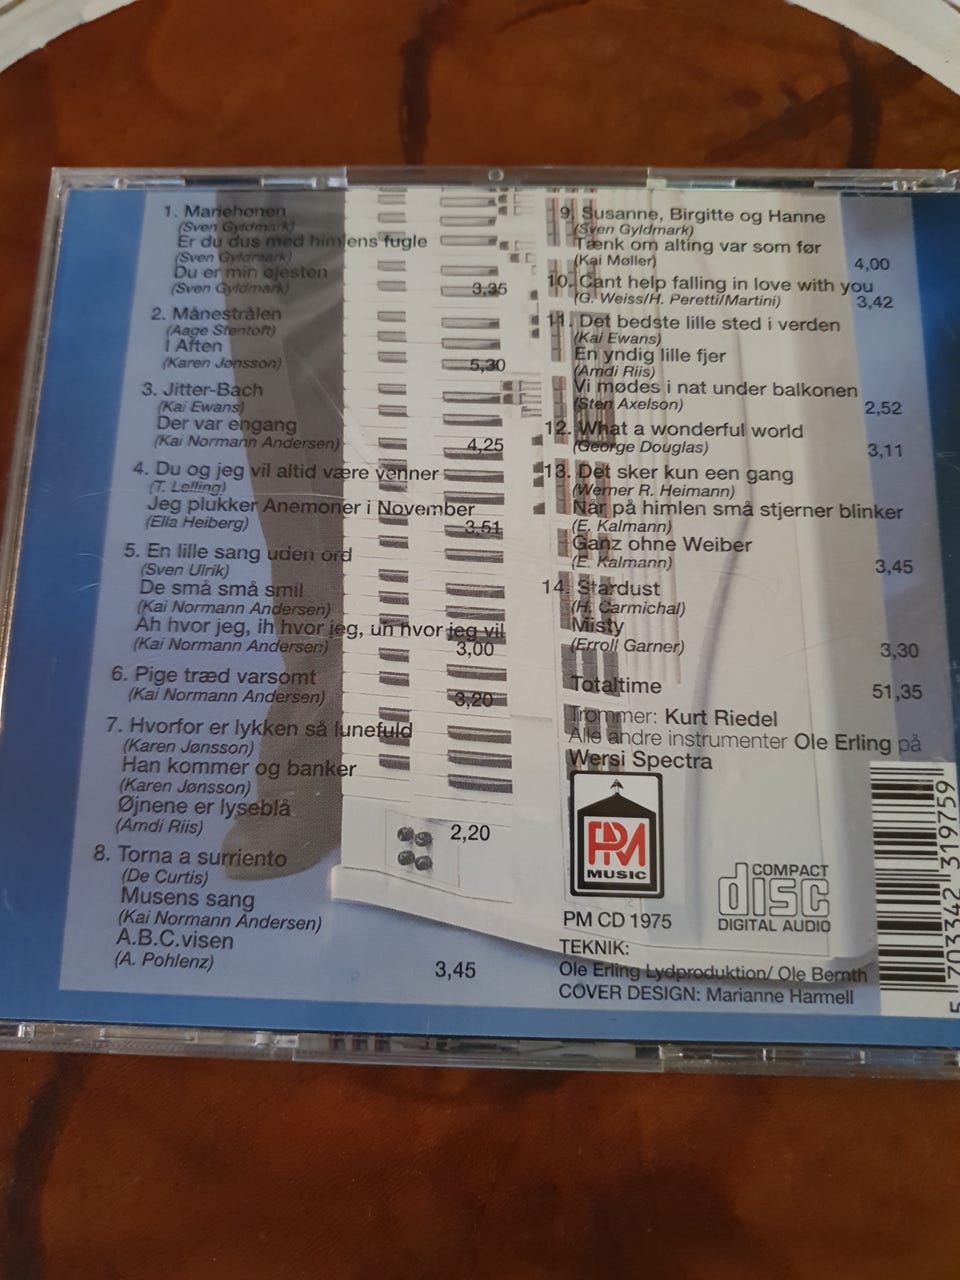 1. Mariehønen
(Sven Gyldmark)
Er du dus med himlens fugle
(Sven Gyldmark)
Du er min øjesten
(Sven Gyldmark) 3,35
2. Månestrålen
(Aage Stentoft)
I Aften
(Karen Jønsson) 5,30
3. Jitter-Bach
(Kai Ewans)
Der var engang
(Kai Normann Andersen) 4,25
4. Du og jeg vil altid være venner
(T. Lelling)
Jeg plukker Anemoner i November
(Ella Heiberg) 3,51
5. En lille sang uden ord
(Sven Ulrik)
De små små smil
(Kai Normann Andersen)
Åh hvor jeg, ih hvor jeg, uh hvor jeg vil
(Kai Normann Andersen) 3,00
6. Pige træd varsomt
(Kai Normann Andersen) 3,20
7. Hvorfor er lykken så lunefuld
(Karen Jønsson)
Han kommer og banker
(Karen Jønsson)
Øjnene er lyseblå
(Amdi Riis) 2,20
8. Torna a surriento
(De Curtis)
Musens sang
(Kai Normann Andersen)
A.B.C.visen
(A. Pohlenz) 3,45
9. Susanne, Birgitte og Hanne
(Sven Gyldmark)
Tænk om alting var som før
(Kai Møller) 4,00
10. Cant help falling in love with you
(G. Weiss/H. Peretti/Martini) 3,42
11. Det bedste lille sted i verden
(Kai Ewans)
En yndig lille fjer
(Amdi Riis)
Vi mødes i nat under balkonen
(Sten Axelson) 2,52
12. What a wonderful world
(George Douglas) 3,11
13. Det sker kun een gang
(Werner R. Heimann)
Når på himlen små stjerner blinker
(E. Kalmann)
Ganz ohne Weiber
(E. Kalmann) 3,45
14. Stardust
(H. Carmichal)
Misty
(Erroll Garner) 3,30
Totaltime 51,35
Trommer: Kurt Riedel
Alle andre instrumenter Ole Erling på
Wersi Spectra
PM
MUSIC
PM CD 1975
COMPACT
disc
DIGITAL AUDIO
TEKNIK:
Ole Erling Lydproduktion/ Ole Bernth
COVER DESIGN: Marianne Harmell
5 703342 319759